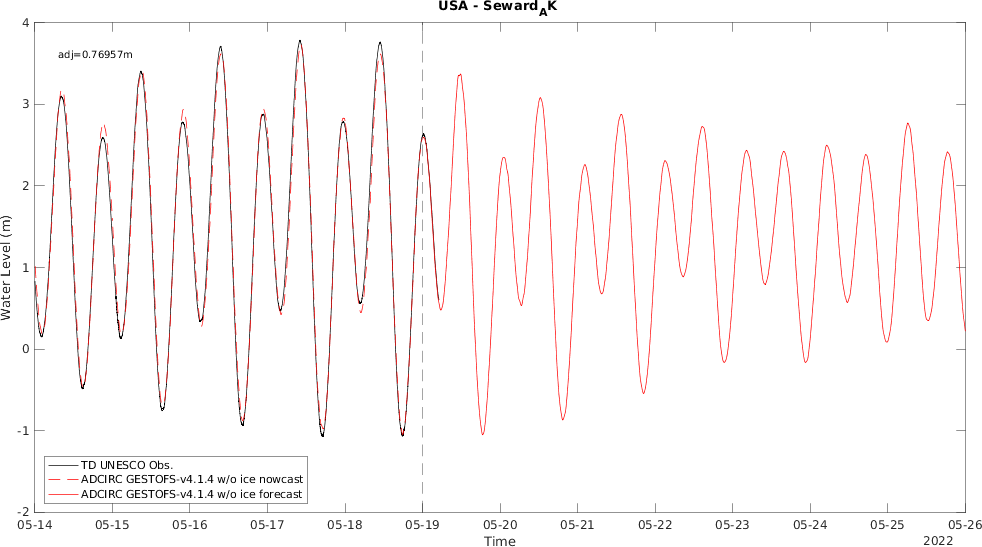 USA - Seward_AK
adj=0.76957m
4
3
2
1
0
-1
-2
Water Level (m)
TD UNESCO Obs.
ADCIRC GESTOFS-v4.1.4 w/o ice nowcast
ADCIRC GESTOFS-v4.1.4 w/o ice forecast
05-14 05-15 05-16 05-17 05-18 05-19 05-20 05-21 05-22 05-23 05-24 05-25 05-26
Time
2022